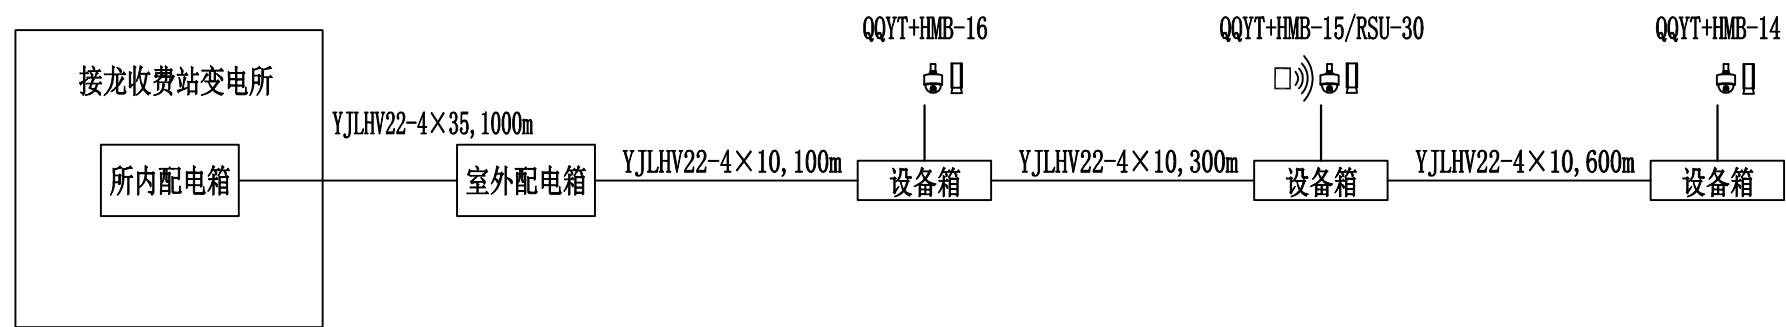 QQYT+HMB-16
QQYT+HMB-15/RSU-30
QQYT+HMB-14
接龙收费站变电所
YJLHV22-4×35,1000m
所内配电箱
室外配电箱
YJLHV22-4×10,100m
设备箱
YJLHV22-4×10,300m
设备箱
YJLHV22-4×10,600m
设备箱